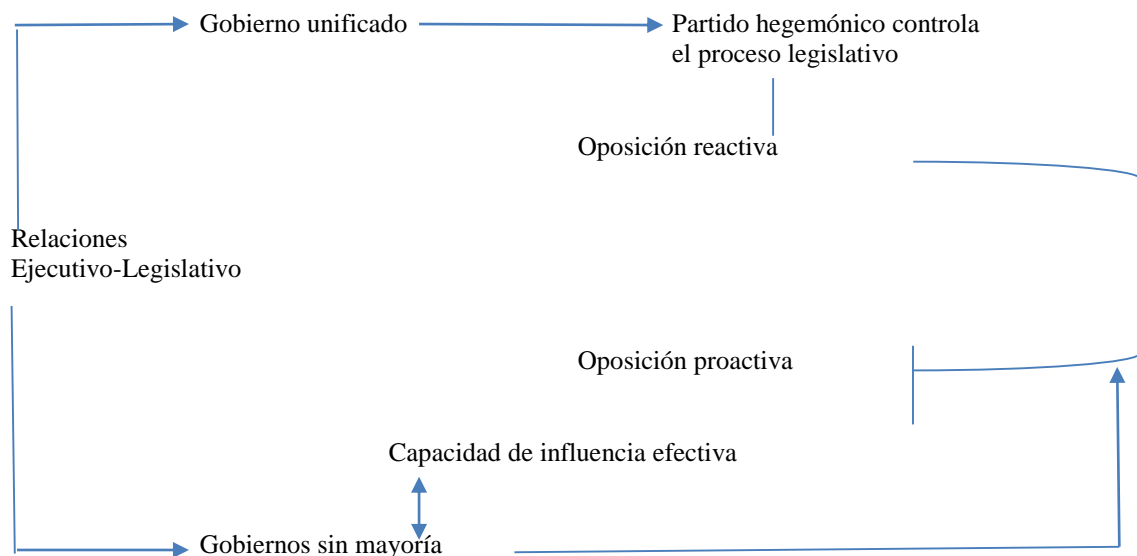 Gobierno unificado
Partido hegemónico controla
el proceso legislativo
Oposición reactiva
Relaciones
Ejecutivo-Legislativo
Oposición proactiva
Capacidad de influencia efectiva
Gobiernos sin mayoría